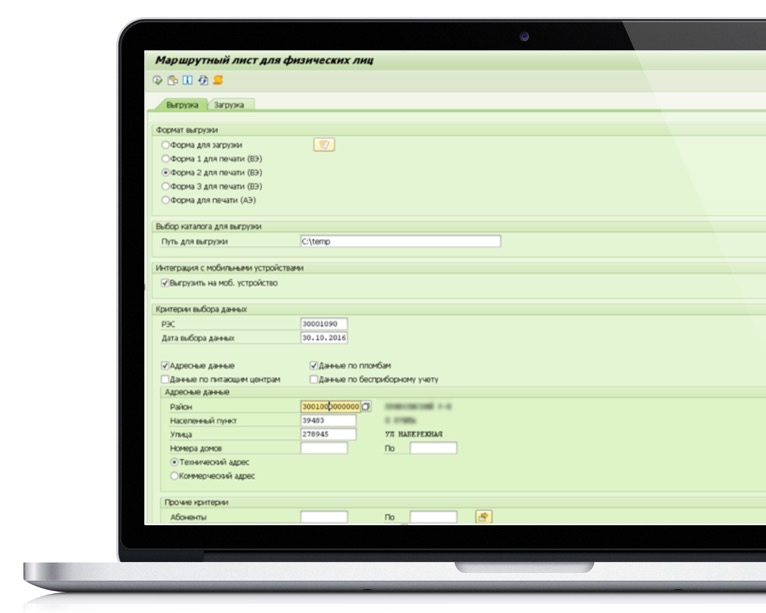 Маршрутный лист для физических лиц
Выгрузка Загрузка
Формат выгрузки
Форма для загрузки
Форма 1 для печати (ВЭ)
Форма 2 для печати (ВЭ)
Форма 3 для печати (ВЭ)
Форма для печати (АЭ)
Выбор каталога для выгрузки
Путь для выгрузки C:\temp
Интеграция с мобильными устройствами
Выгрузить на моб. устройство
Критерии выбора данных
РЭС 30001090
Дата выбора данных 30.10.2016
Адресные данные Данные по пломбам
Данные по питающим центрам Данные по бесприборному учету
Адресные данные
Район 3001000000000
Населенный пункт 39403
Улица 278945 УЛ НАБЕРЕЖНАЯ
Номера домов По
Технический адрес
Коммерческий адрес
Прочие критерии
Абоненты По